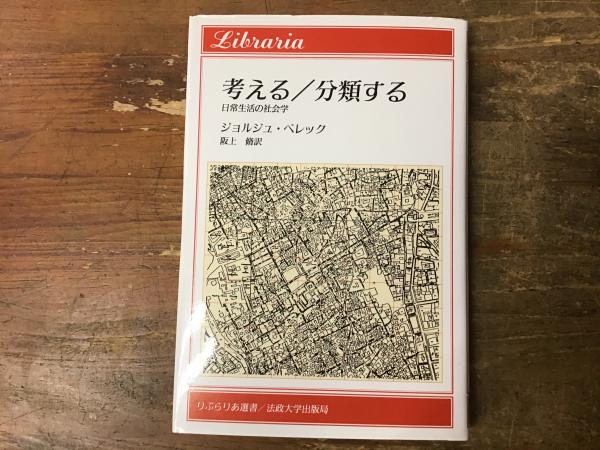 Libraria
考える／分類する
日常生活の社会学
ジョルジュ・ペレック
阪上 脩訳
りぶらりあ選書／法政大学出版局